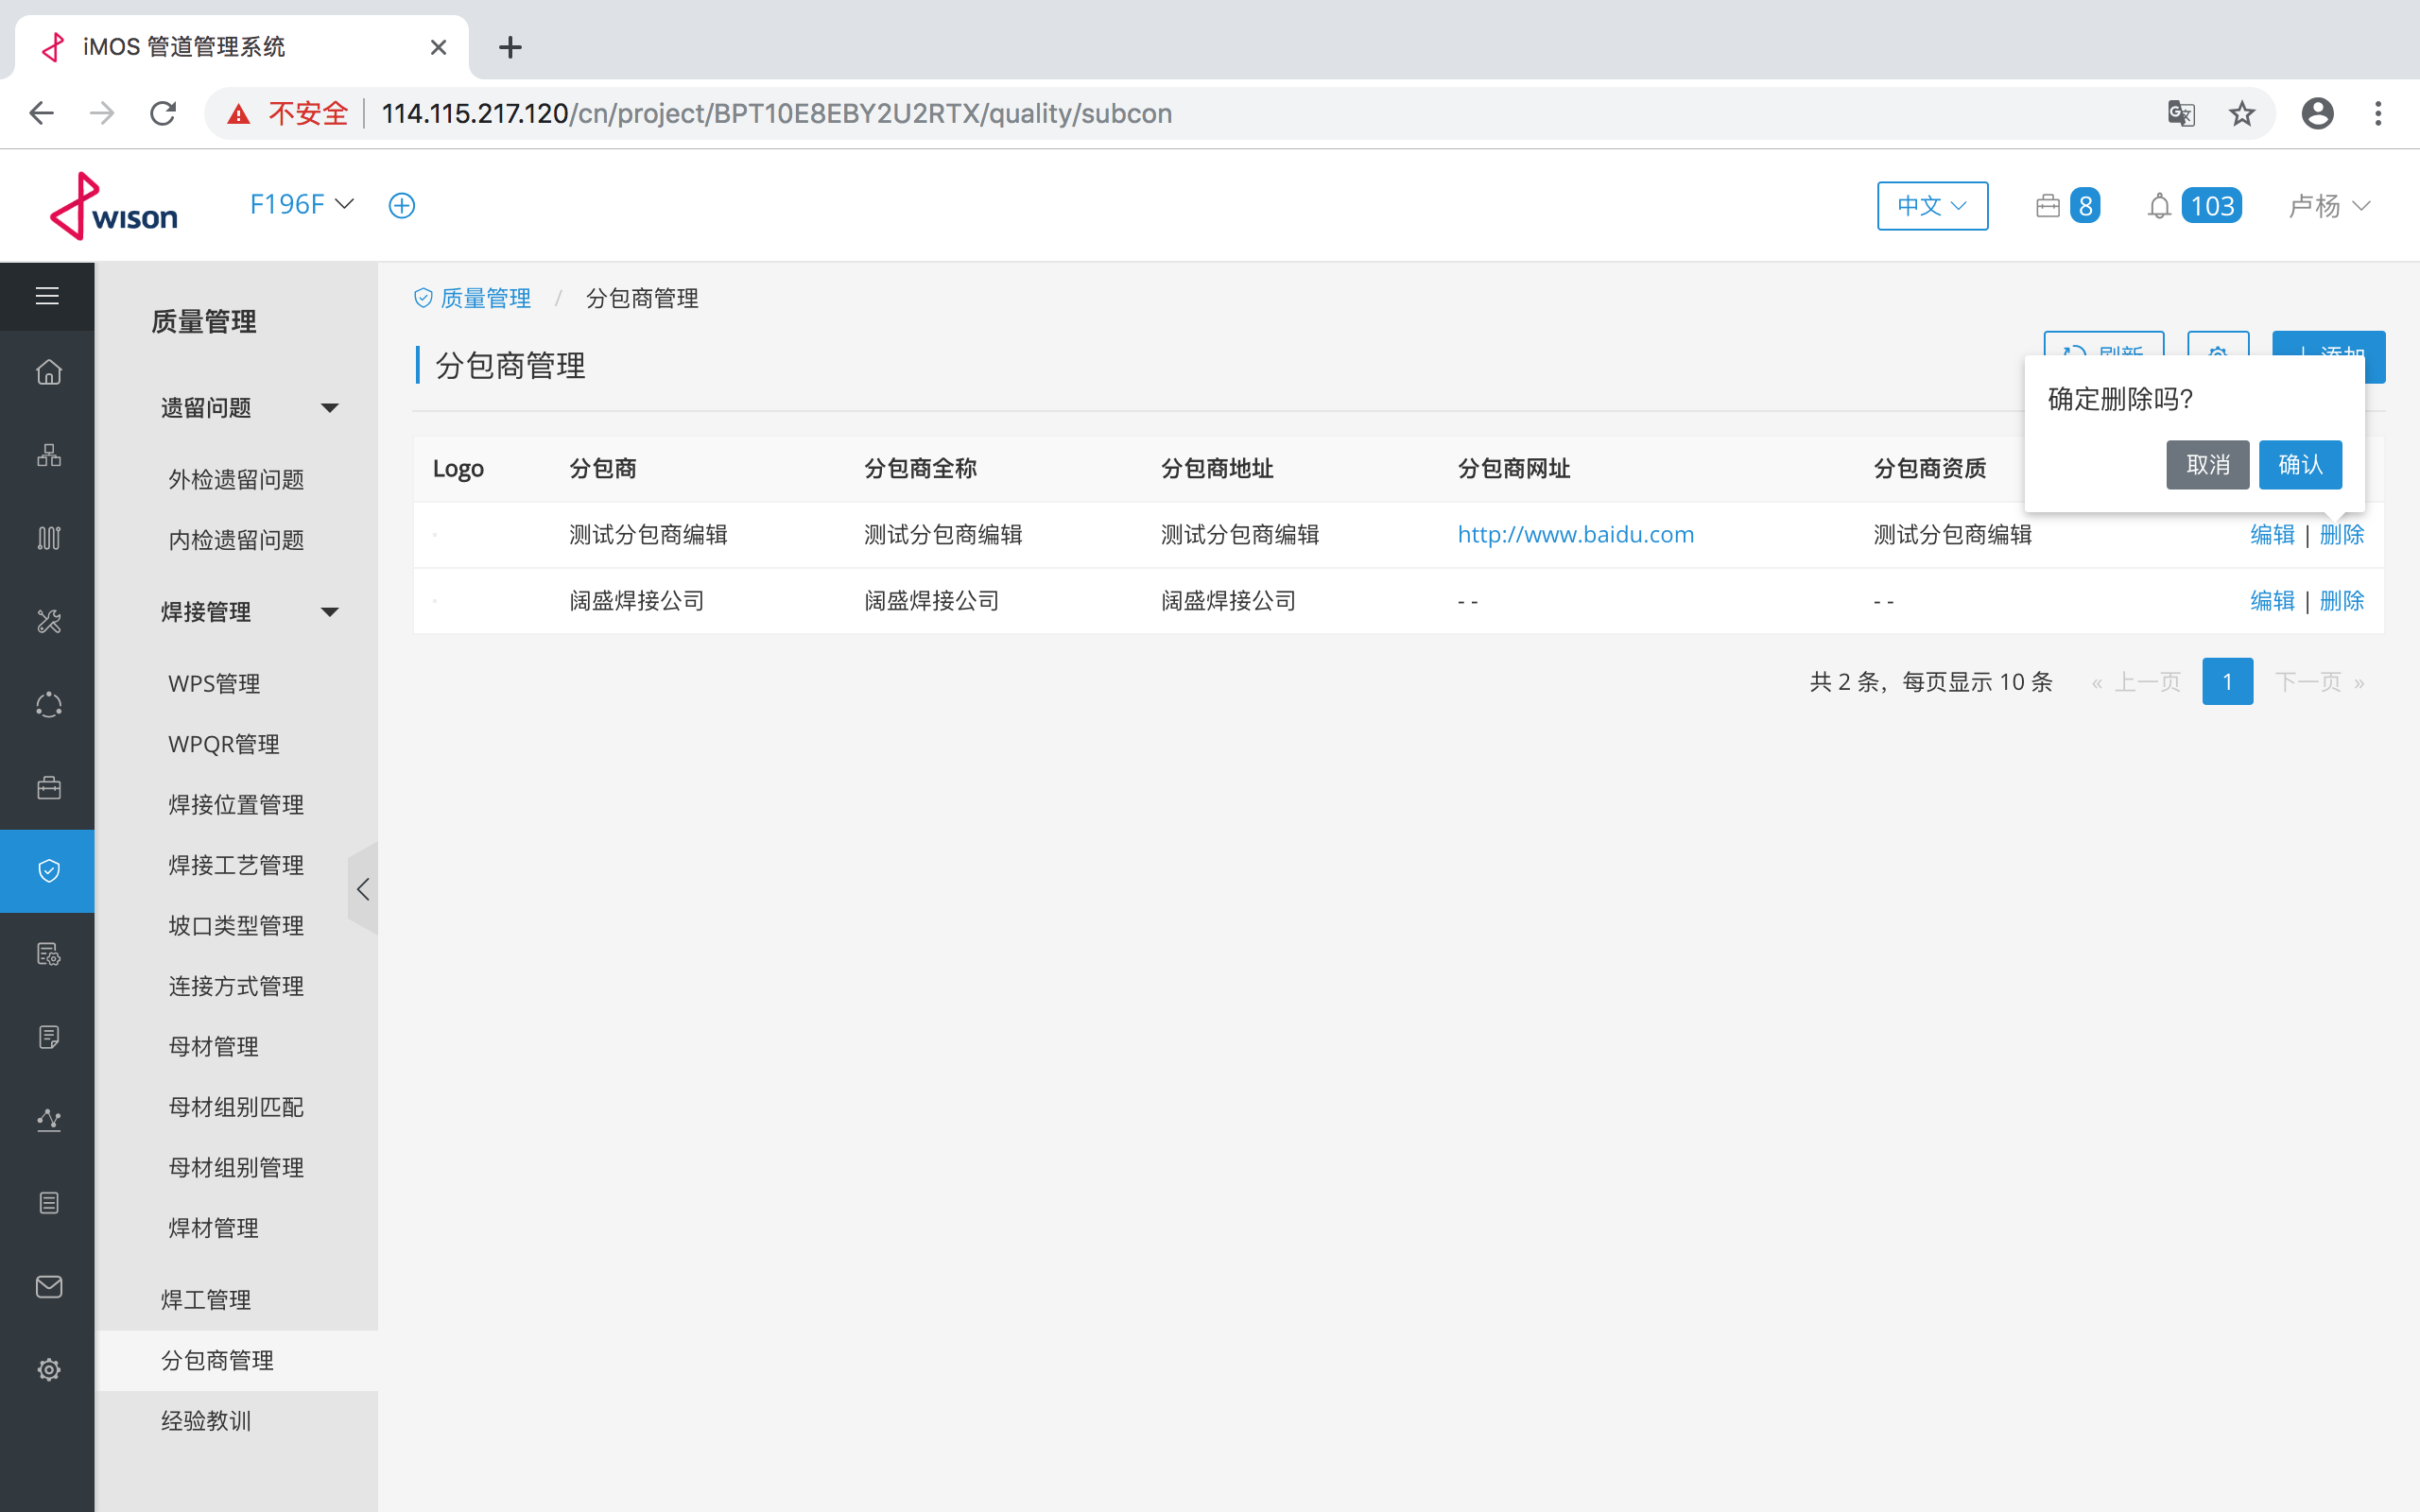 iMOS 管道管理系统
不安全 114.115.217.120/cn/project/BPT10E8EBY2U2RTX/quality/subcon
wison F196F 中文 8 103 卢杨
质量管理
遗留问题
外检遗留问题
内检遗留问题
焊接管理
WPS管理
WPQR管理
焊接位置管理
焊接工艺管理
坡口类型管理
连接方式管理
母材管理
母材组别匹配
母材组别管理
焊材管理
焊工管理
分包商管理
经验教训
质量管理 / 分包商管理
分包商管理
刷新 添加
确定删除吗?
取消 确认
Logo 分包商 分包商全称 分包商地址 分包商网址 分包商资质
测试分包商编辑 测试分包商编辑 测试分包商编辑 http://www.baidu.com 测试分包商编辑 编辑 | 删除
阔盛焊接公司 阔盛焊接公司 阔盛焊接公司 - - - - 编辑 | 删除
共 2 条，每页显示 10 条 « 上一页 1 下一页 »